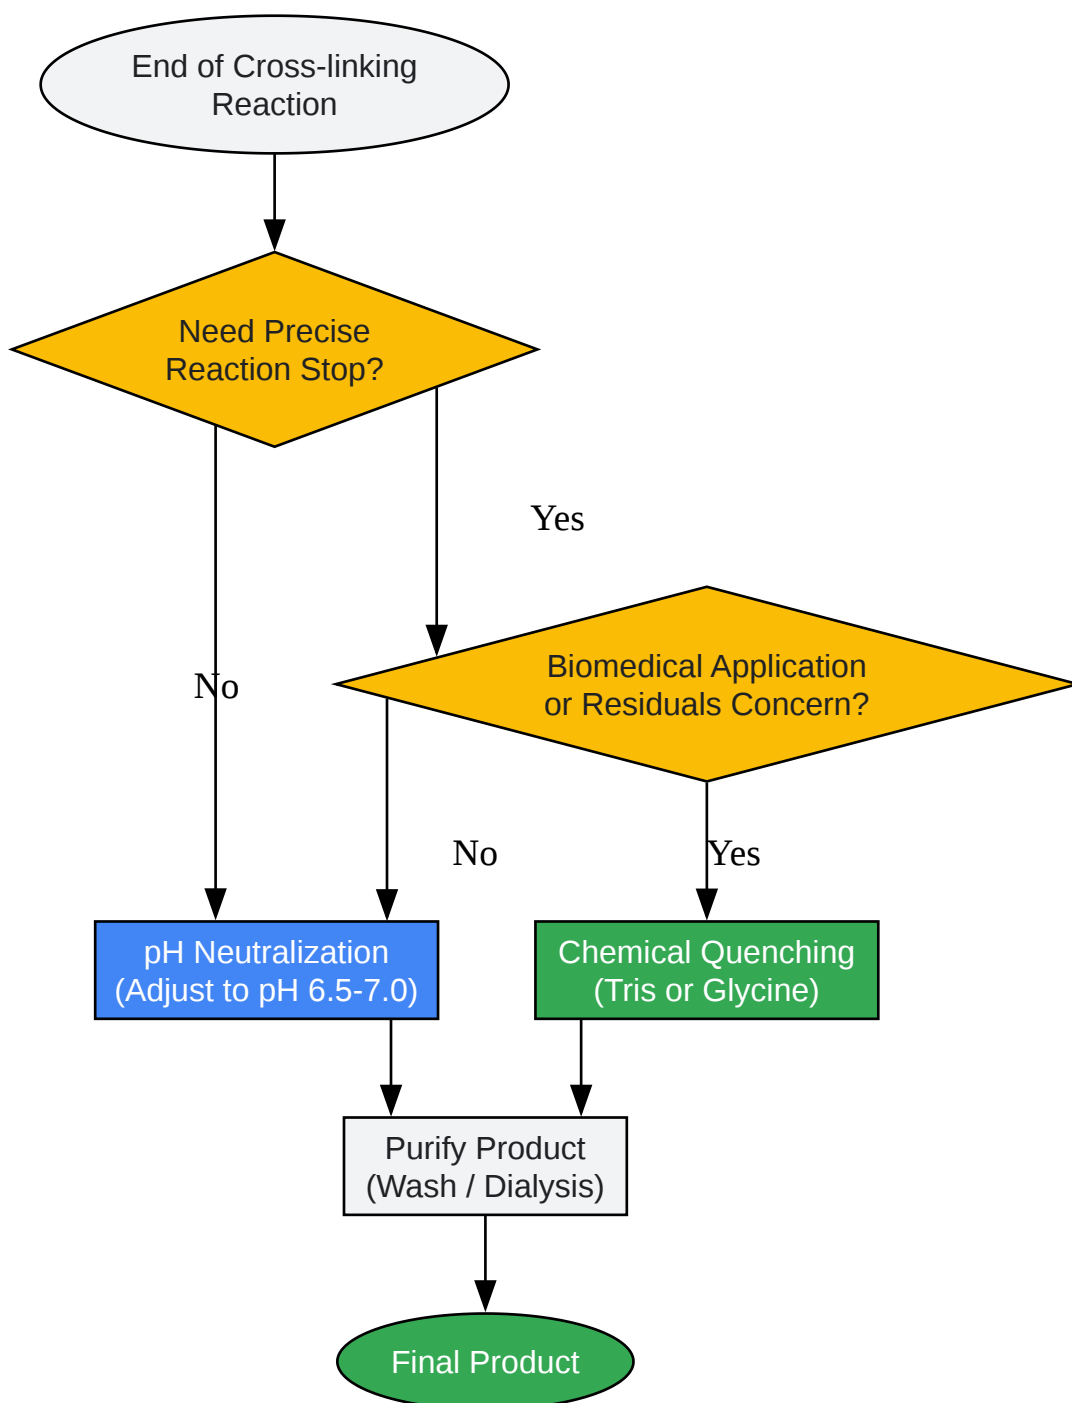 End of Cross-linking
Reaction
Need Precise
Reaction Stop?
Yes
Biomedical Application
or Residuals Concern?
No
No
Yes
pH Neutralization
(Adjust to pH 6.5-7.0)
Chemical Quenching
(Tris or Glycine)
Purify Product
(Wash / Dialysis)
Final Product